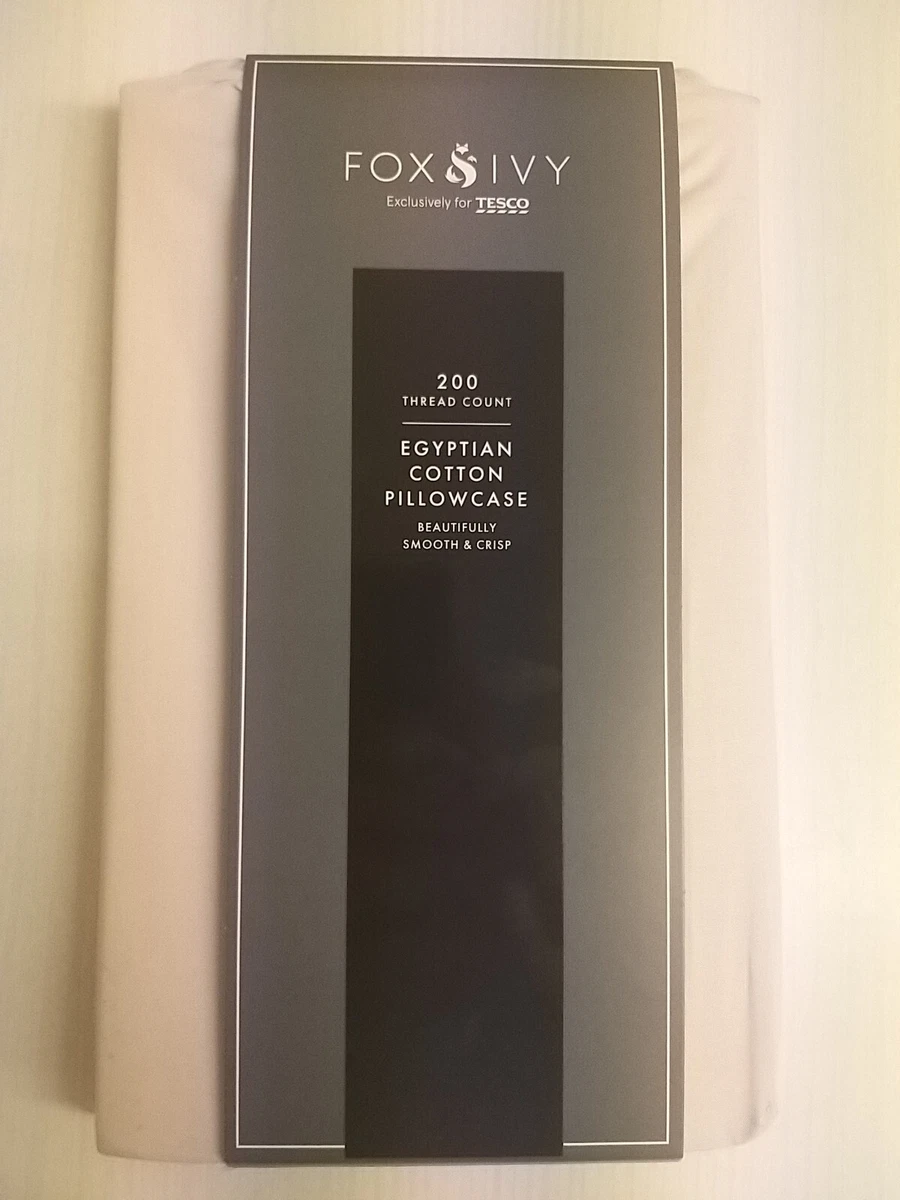 FOX & IVY
Exclusively for TESCO
200
THREAD COUNT
EGYPTIAN
COTTON
PILLOWCASE
BEAUTIFULLY
SMOOTH & CRISP